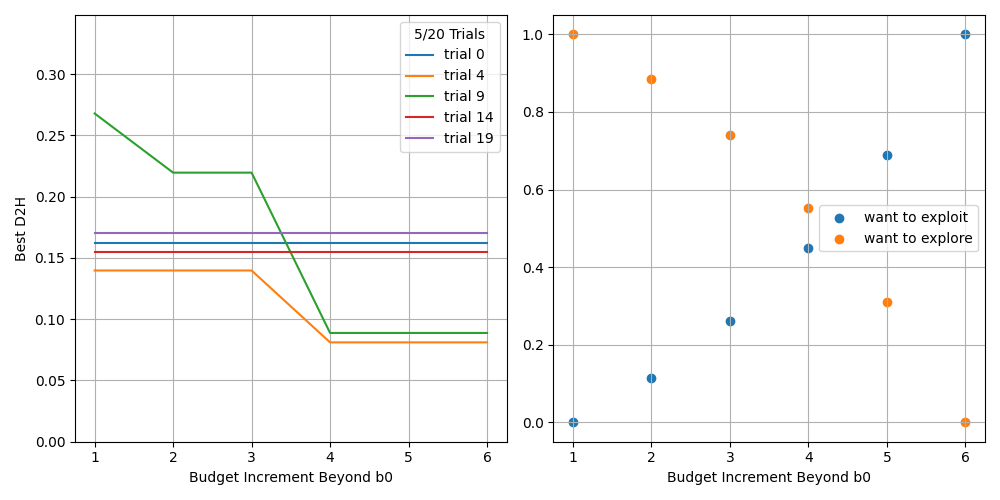 5/20 Trials
trial 0
trial 4
trial 9
trial 14
trial 19
0.30
0.25
0.20
0.15
0.10
0.05
0.00
Best D2H
1 2 3 4 5 6
Budget Increment Beyond b0
1.0
0.8
0.6
0.4
0.2
0.0
want to exploit
want to explore
1 2 3 4 5 6
Budget Increment Beyond b0